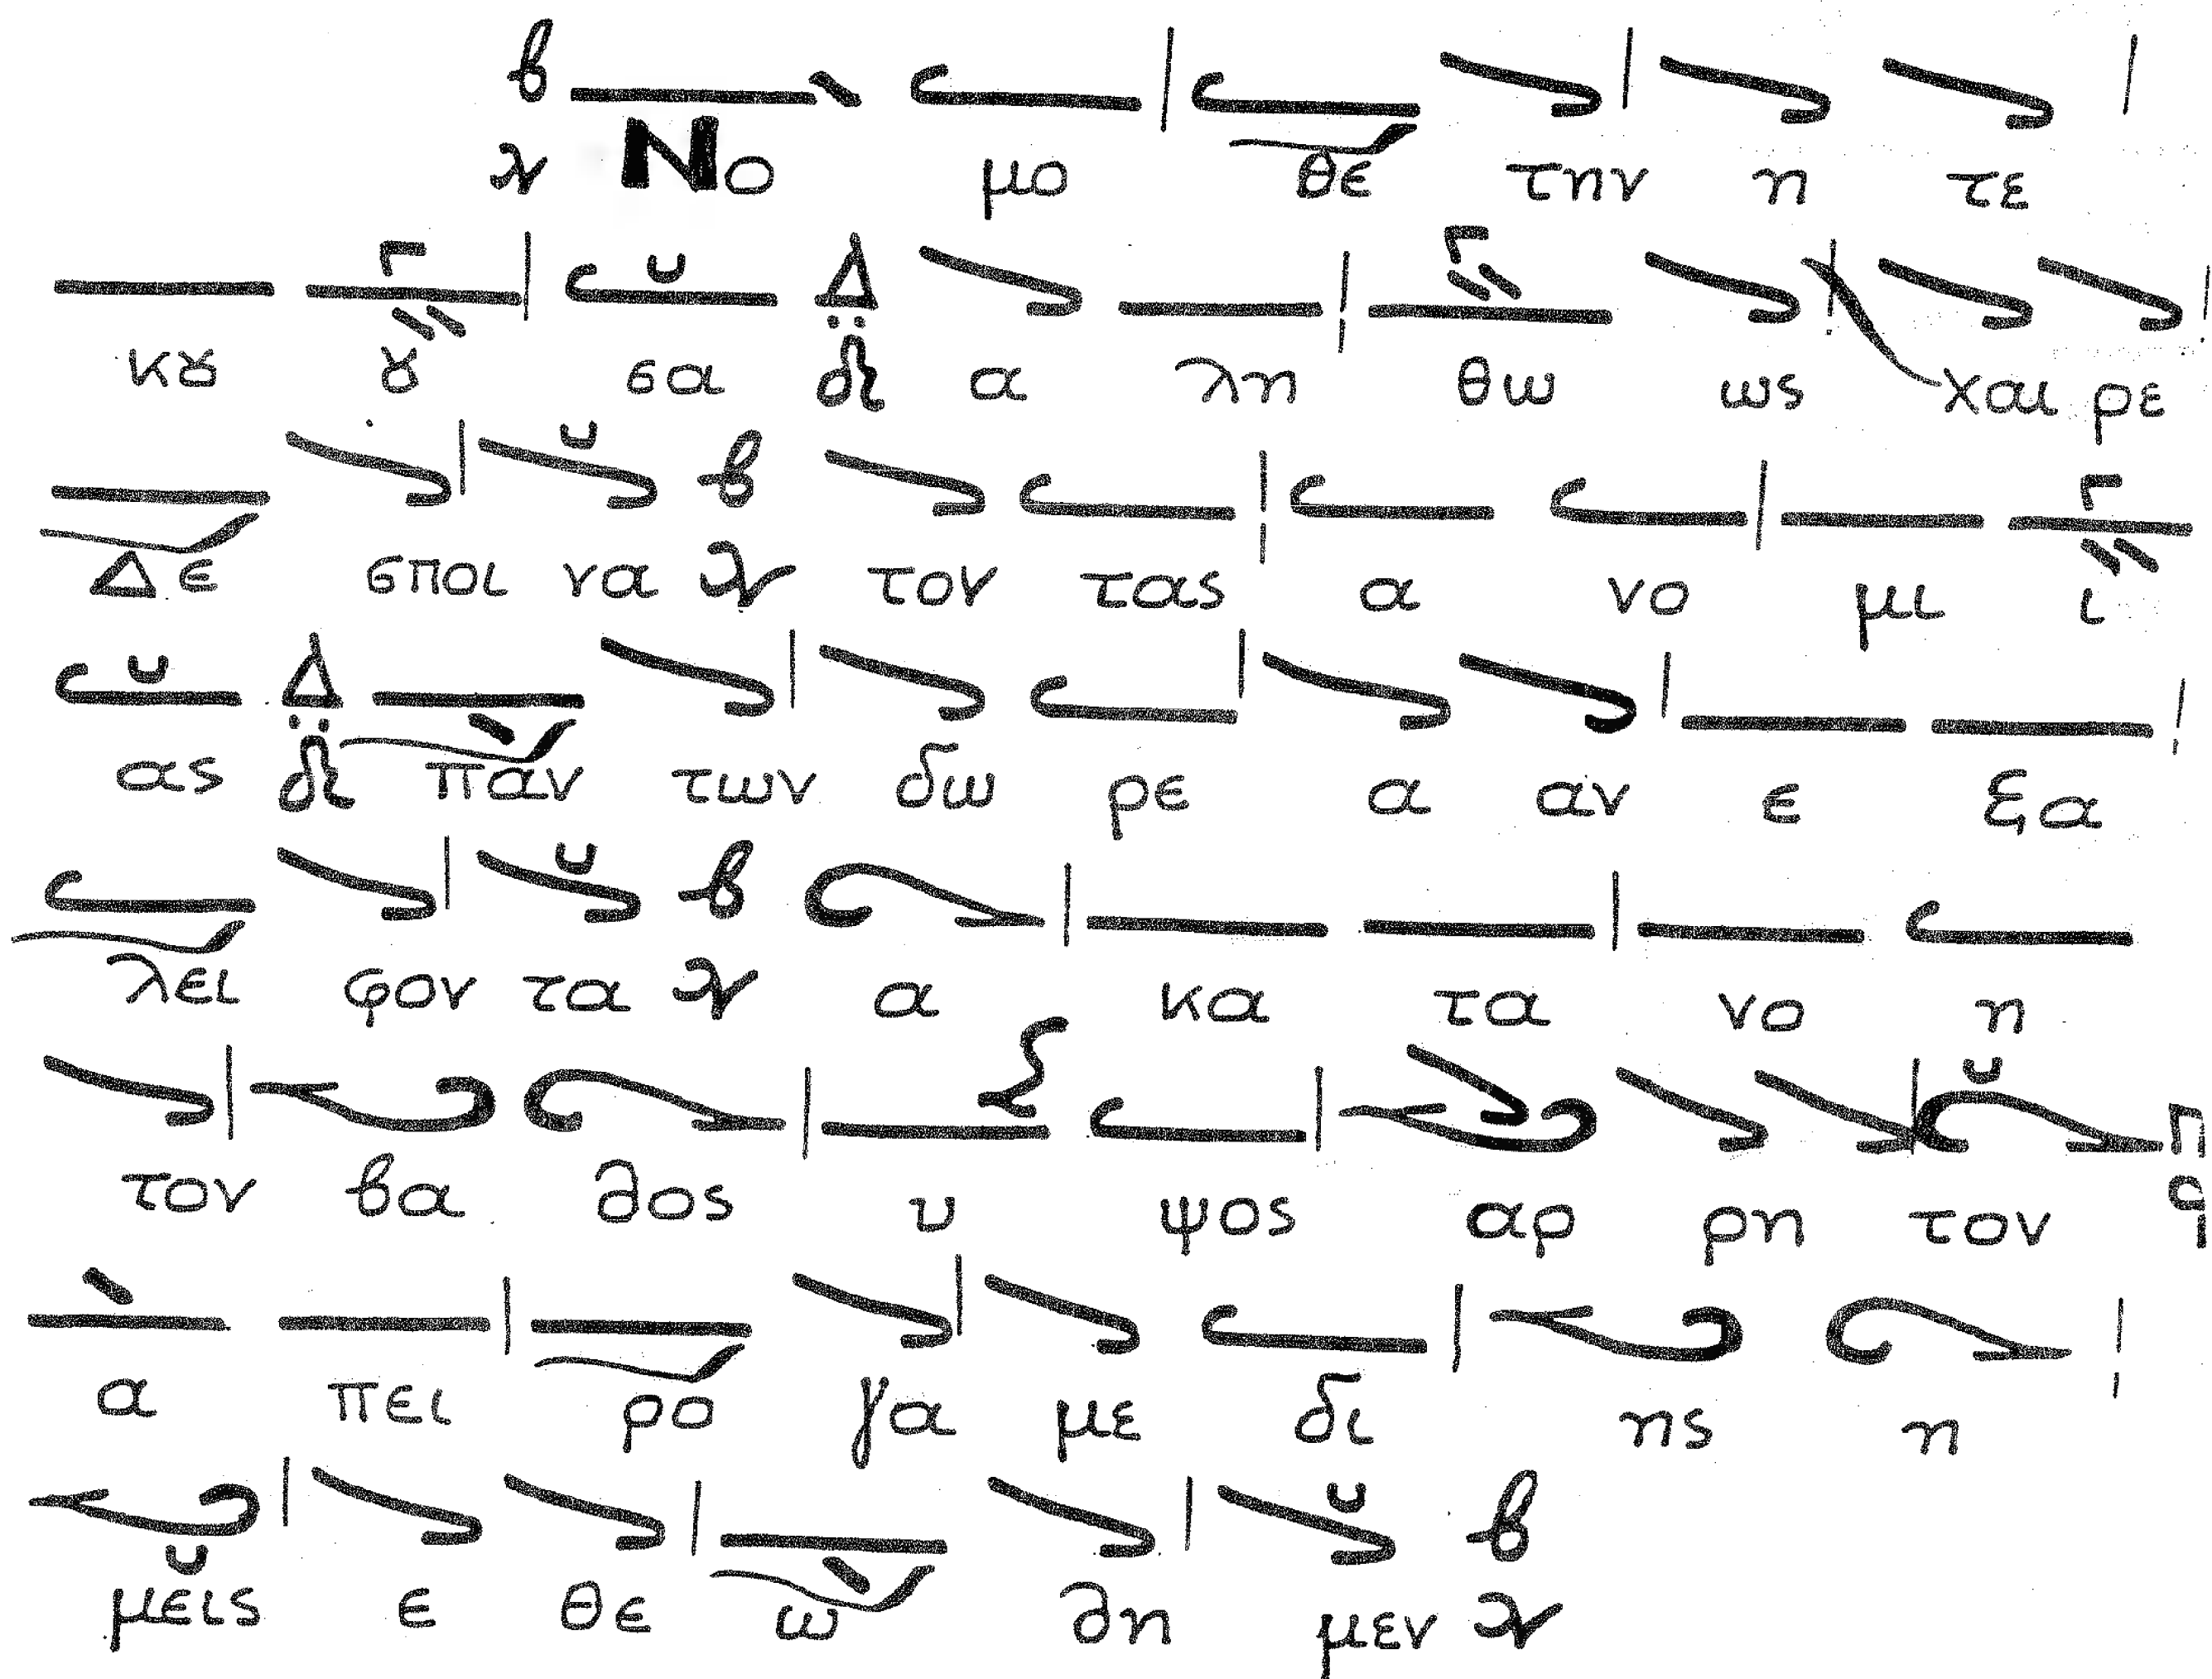 Νο μο θε την η τε
κȣ ȣ σα Δ α λη θω ως χαι ρε
Δε σποι να τον τας α νο μι ι
ας Δ παν των δω ρε α αν ε ξα
λει φον τα α κα τα νο η
τον βα θος υ ψος αρ ρη τον
α πει ρο γα με δι ης η
μεις ε θε ω θη μεν